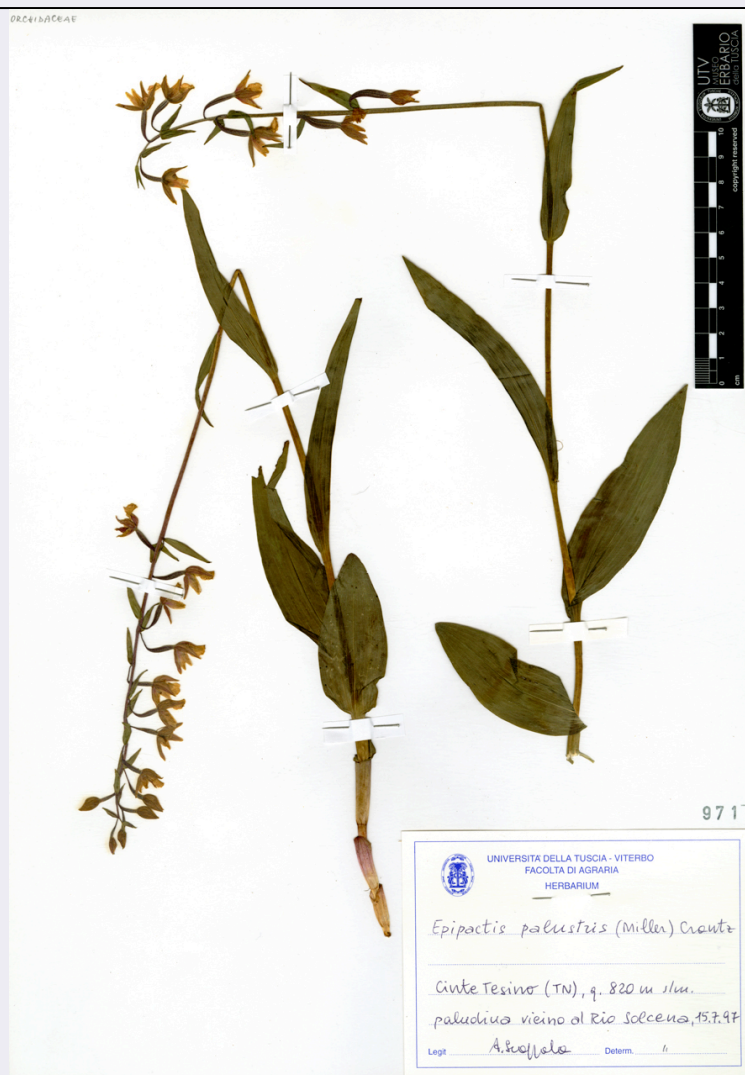 ORCHIDACEAE
UTV
MUSEO
ERBARIO
della TUSCIA
copyright reserved
10
9
8
7
6
5
4
3
2
1
0
cm
971
UNIVERSITÀ DELLA TUSCIA - VITERBO
FACOLTÀ DI AGRARIA
HERBARIUM
Epipactis palustris (Miller) Crantz
Cinte Tesino (TN), q. 820 m s/m.
paludina vicino al Rio Solcena, 15.7.97
Legit A. Scoppola Determ. "